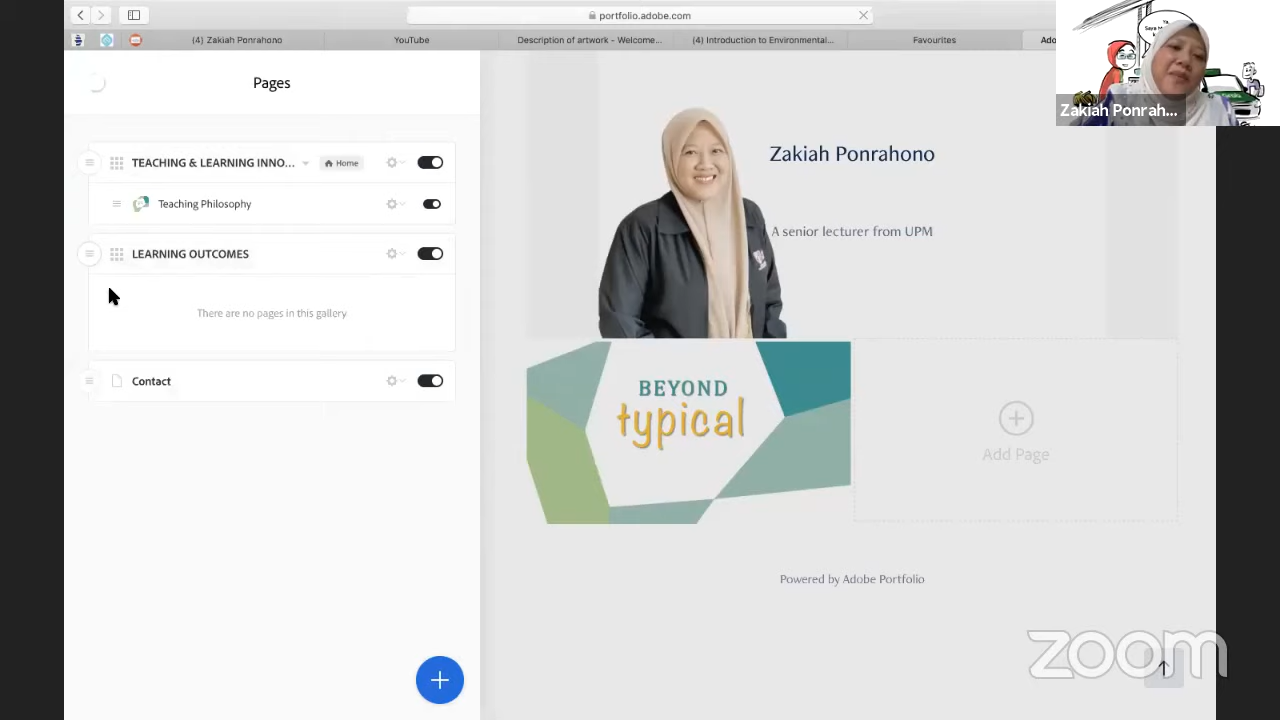 portfolio.adobe.com
(4) Zakiah Ponrahono
YouTube
Description of artwork - Welcome...
(4) Introduction to Environmental...
Favourites
Ado
Pages
TEACHING & LEARNING INNO...
Home
Teaching Philosophy
LEARNING OUTCOMES
There are no pages in this gallery.
Contact
Zakiah Ponrahono
A senior lecturer from UPM
BEYOND
typical
Add Page
Powered by Adobe Portfolio
Zakiah Ponrah...
zoom